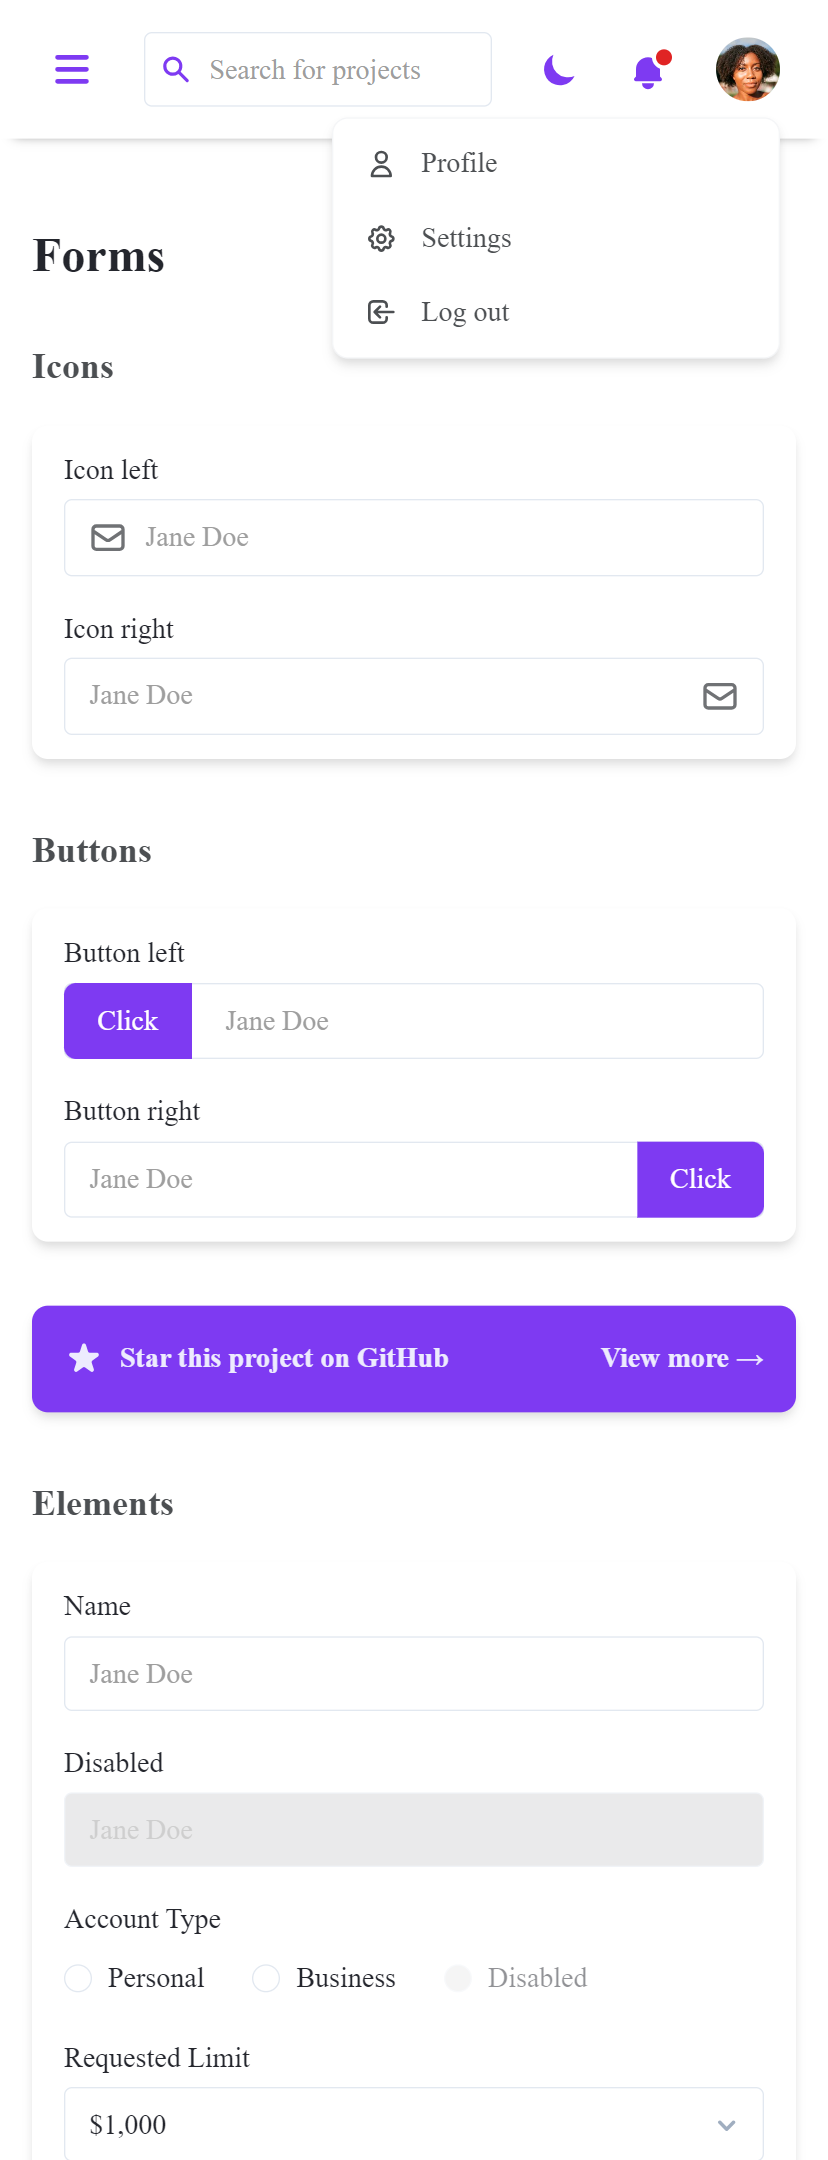 Search for projects
Profile
Settings
Log out
Forms
Icons
Icon left
Jane Doe
Icon right
Jane Doe
Buttons
Button left
Click Jane Doe
Button right
Jane Doe Click
Star this project on GitHub View more →
Elements
Name
Jane Doe
Disabled
Jane Doe
Account Type
Personal Business Disabled
Requested Limit
$1,000